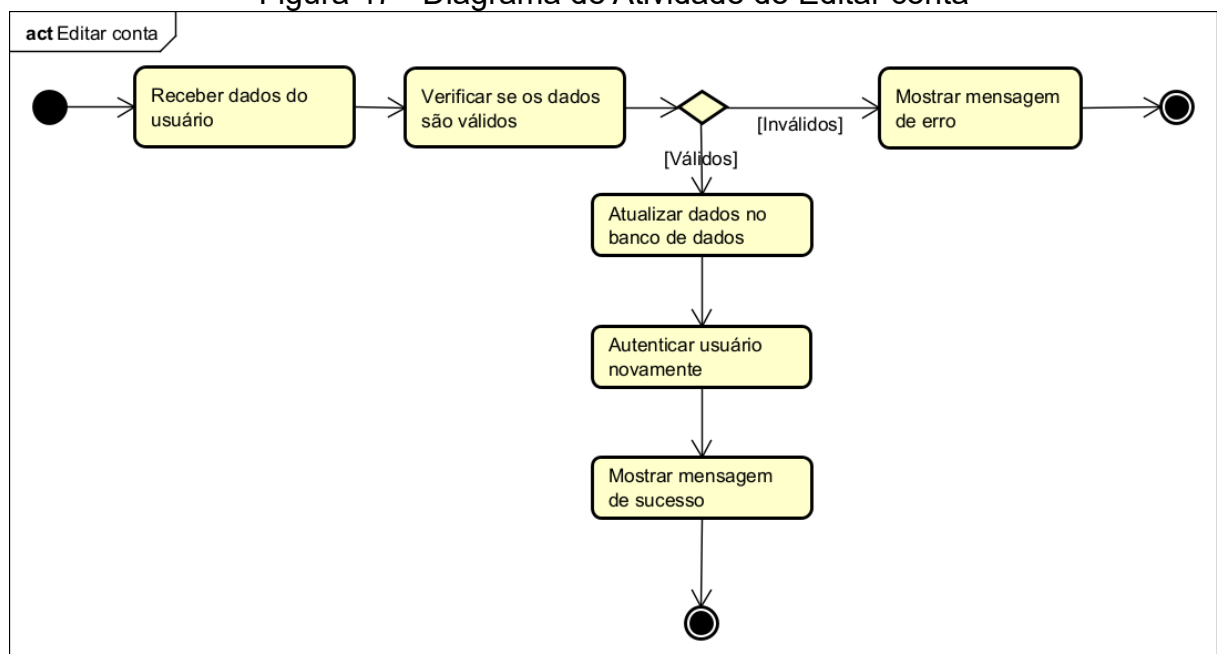 Diagrama de Atividade de Editar conta
act Editar conta
Receber dados do
usuário
Verificar se os dados
são válidos
[Inválidos]
Mostrar mensagem
de erro
[Válidos]
Atualizar dados no
banco de dados
Autenticar usuário
novamente
Mostrar mensagem
de sucesso